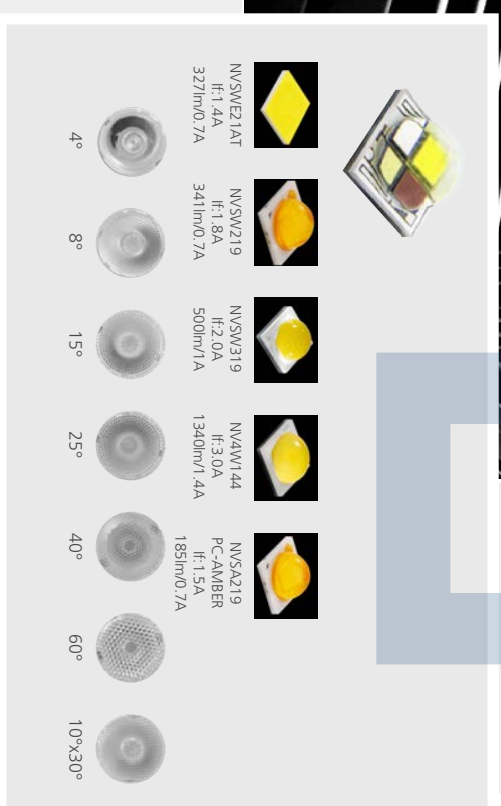 NVSWE21AT
If:1.4A
327lm/0.7A
NVSW219
If:1.8A
341lm/0.7A
NVSW319
If:2.0A
500lm/1A
NV4W144
If:3.0A
1340lm/1.4A
NVSA219
PC-AMBER
If:1.5A
185lm/0.7A
4°
8°
15°
25°
40°
60°
10°x30°